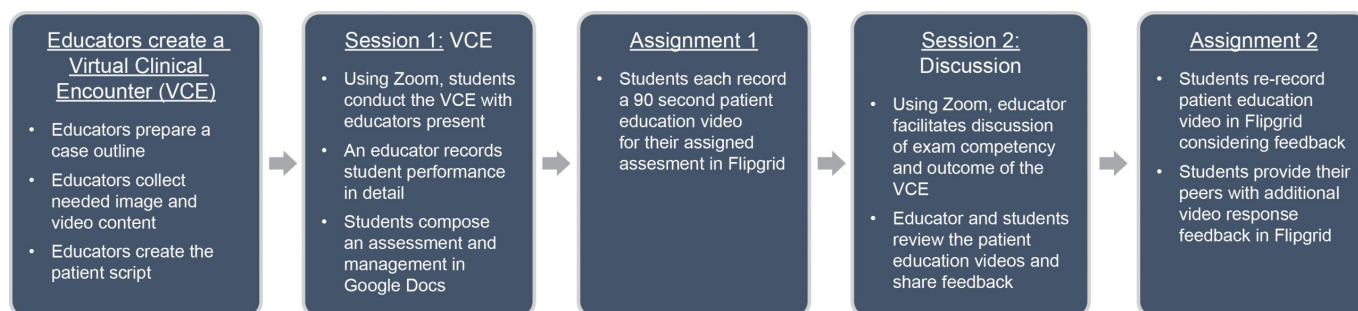 Educators create a
Virtual Clinical
Encounter (VCE)
• Educators prepare a
case outline
• Educators collect
needed image and
video content
• Educators create the
patient script
Session 1: VCE
• Using Zoom, students
conduct the VCE with
educators present
• An educator records
student performance
in detail
• Students compose
an assessment and
management in
Google Docs
Assignment 1
• Students each record
a 90 second patient
education video
for their assigned
assesment in Flipgrid
Session 2:
Discussion
• Using Zoom, educator
facilitates discussion
of exam competency
and outcome of the
VCE
• Educator and students
review the patient
education videos and
share feedback
Assignment 2
• Students re-record
patient education
video in Flipgrid
considering feedback
• Students provide their
peers with additional
video response
feedback in Flipgrid